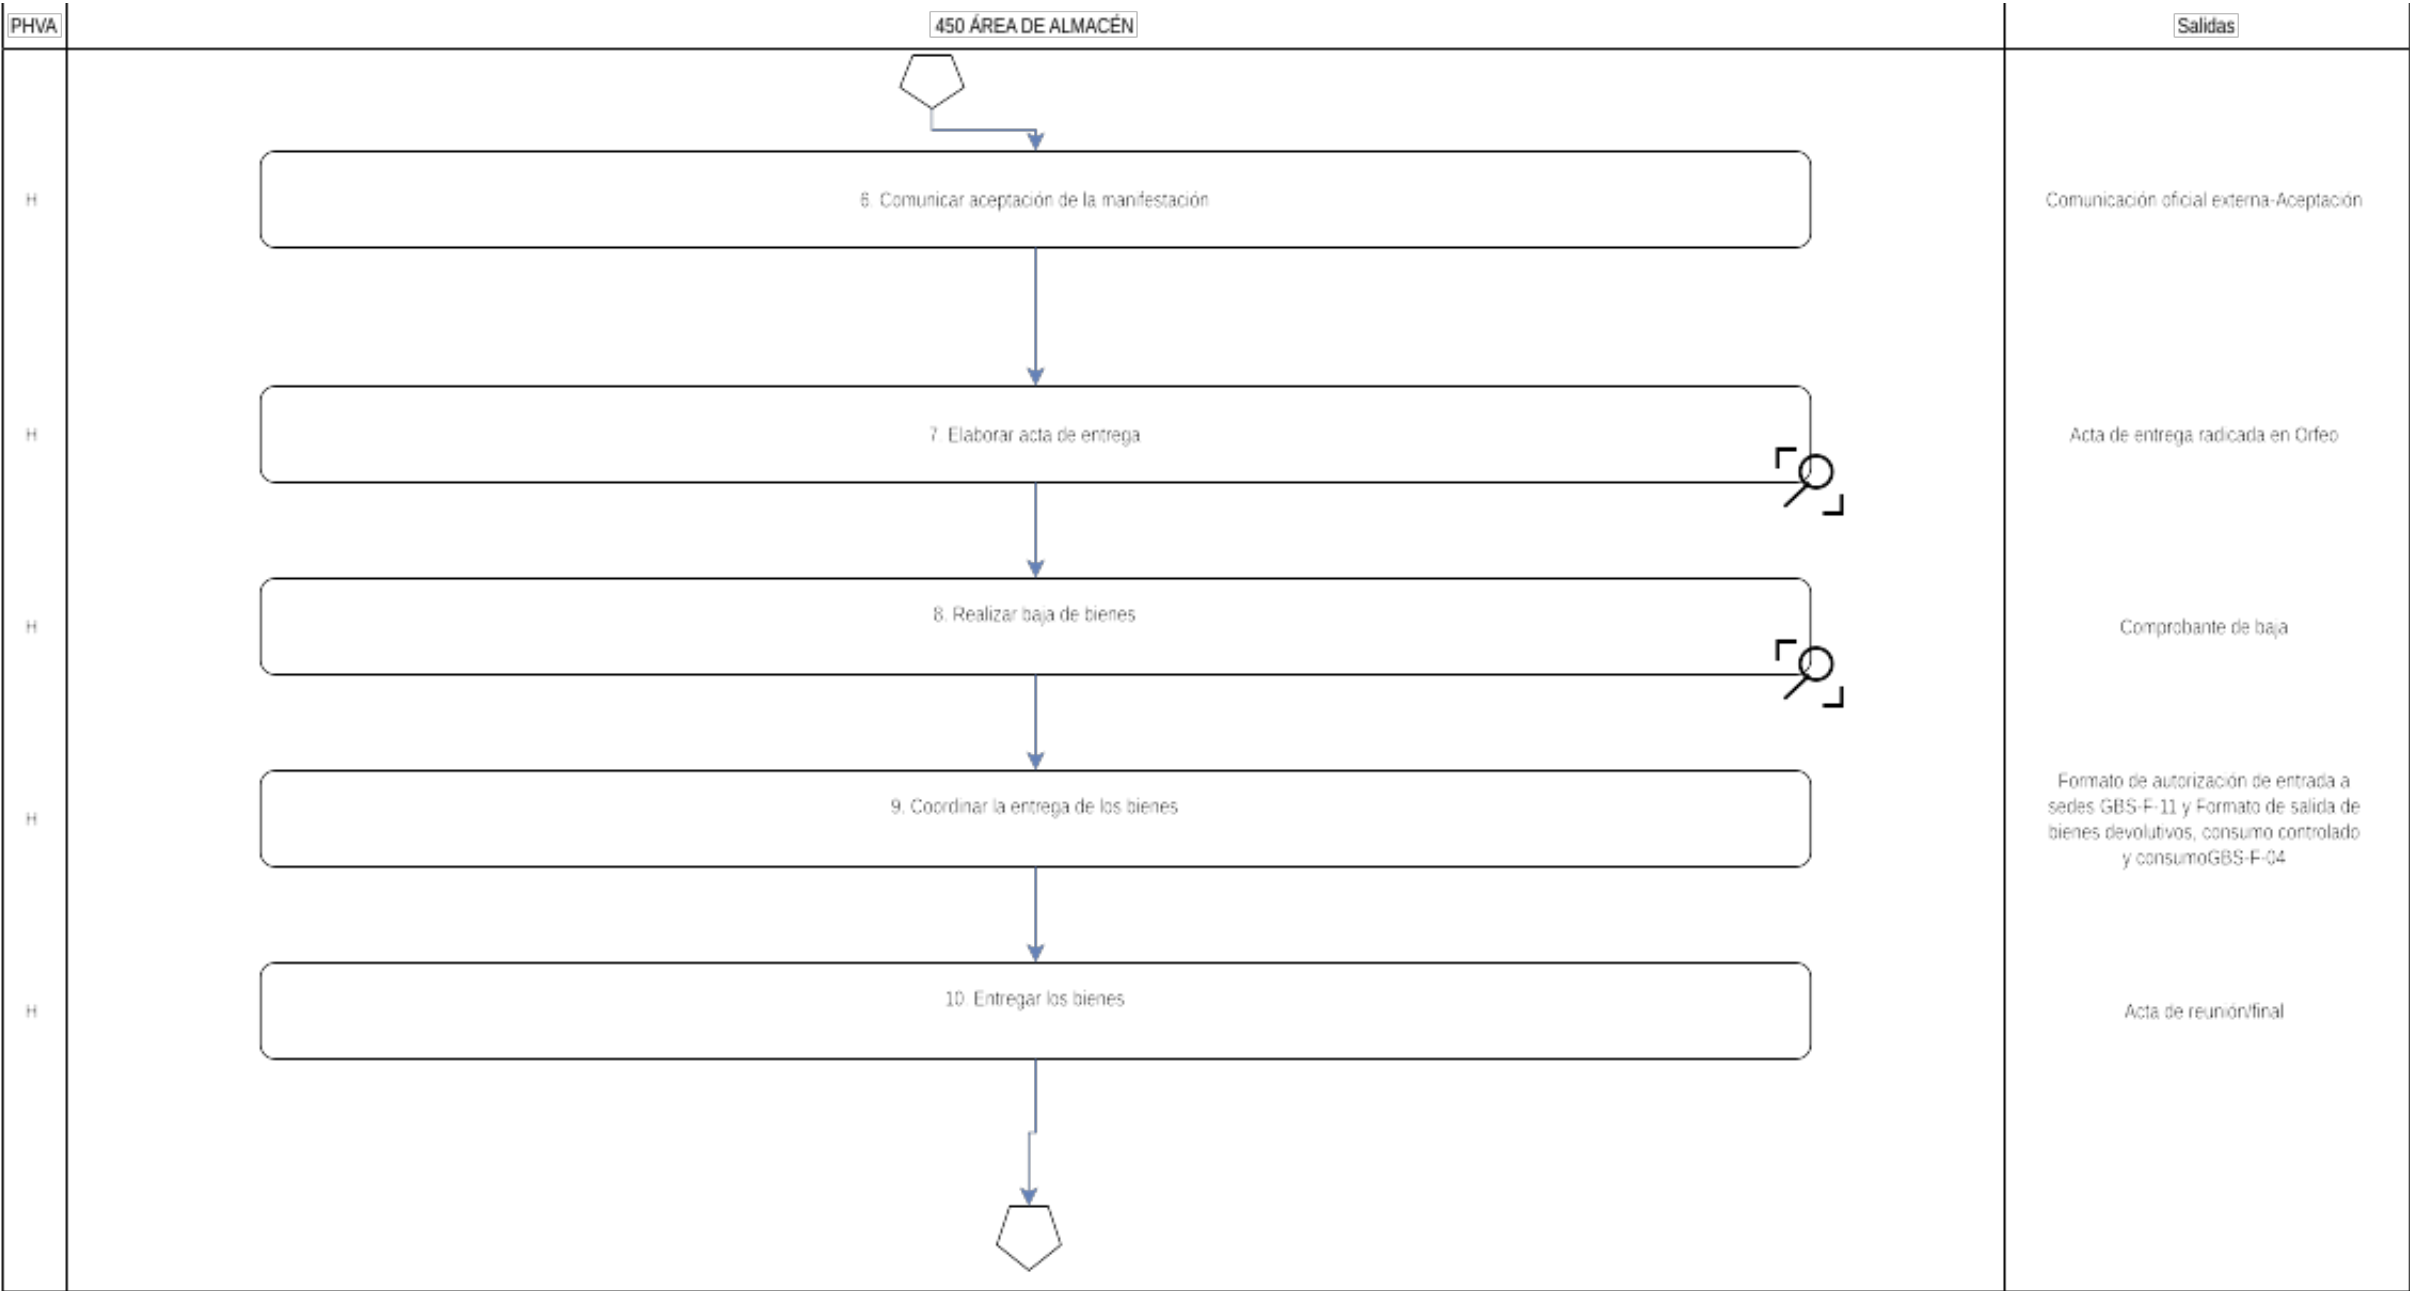 PHVA
450 ÁREA DE ALMACÉN
Salidas
H
6. Comunicar aceptación de la manifestación
Comunicación oficial externa-Aceptación
H
7. Elaborar acta de entrega
Acta de entrega radicada en Orfeo
H
8. Realizar baja de bienes
Comprobante de baja
H
9. Coordinar la entrega de los bienes
Formato de autorización de entrada a
sedes GBS-F-11 y Formato de salida de
bienes devolutivos, consumo controlado
y consumoGBS-F-04
H
10. Entregar los bienes
Acta de reunión/final